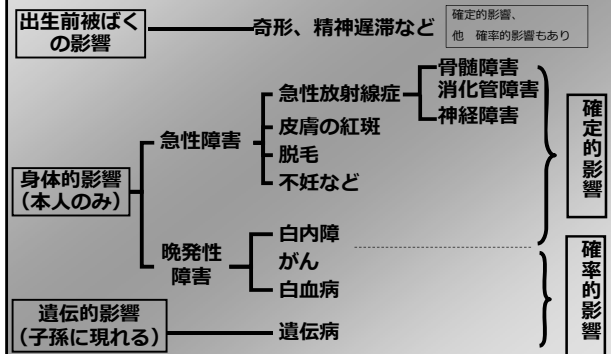 出生前被ばく
の影響
奇形、精神遅滞など
確定的影響、
他　確率的影響もあり
身体的影響
（本人のみ）
急性障害
急性放射線症
骨髄障害
消化管障害
神経障害
皮膚の紅斑
脱毛
不妊など
確定的影響
晩発性
障害
白内障
がん
白血病
確率的影響
遺伝的影響
（子孫に現れる）
遺伝病